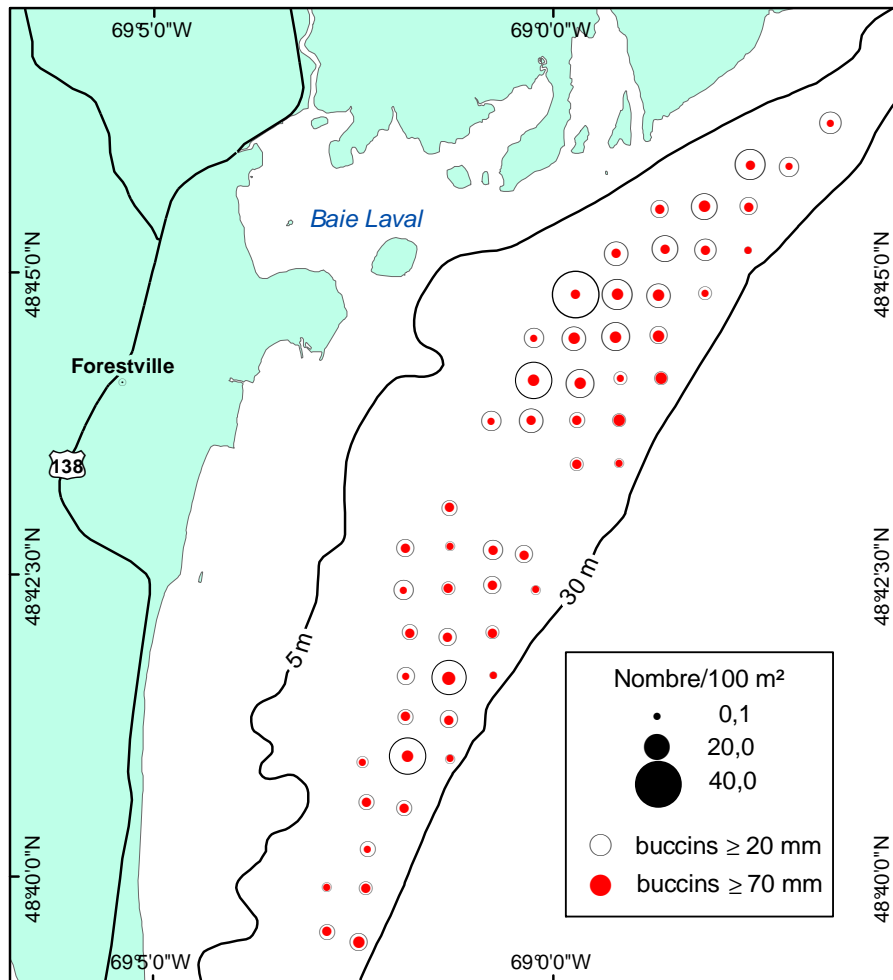 69°5'0"W
69°0'0"W
Baie Laval
48°45'0"N
48°45'0"N
Forestville
138
48°42'30"N
48°42'30"N
30 m
5 m
Nombre/100 m²
0,1
20,0
40,0
buccins ≥ 20 mm
buccins ≥ 70 mm
48°40'0"N
48°40'0"N
69°5'0"W
69°0'0"W